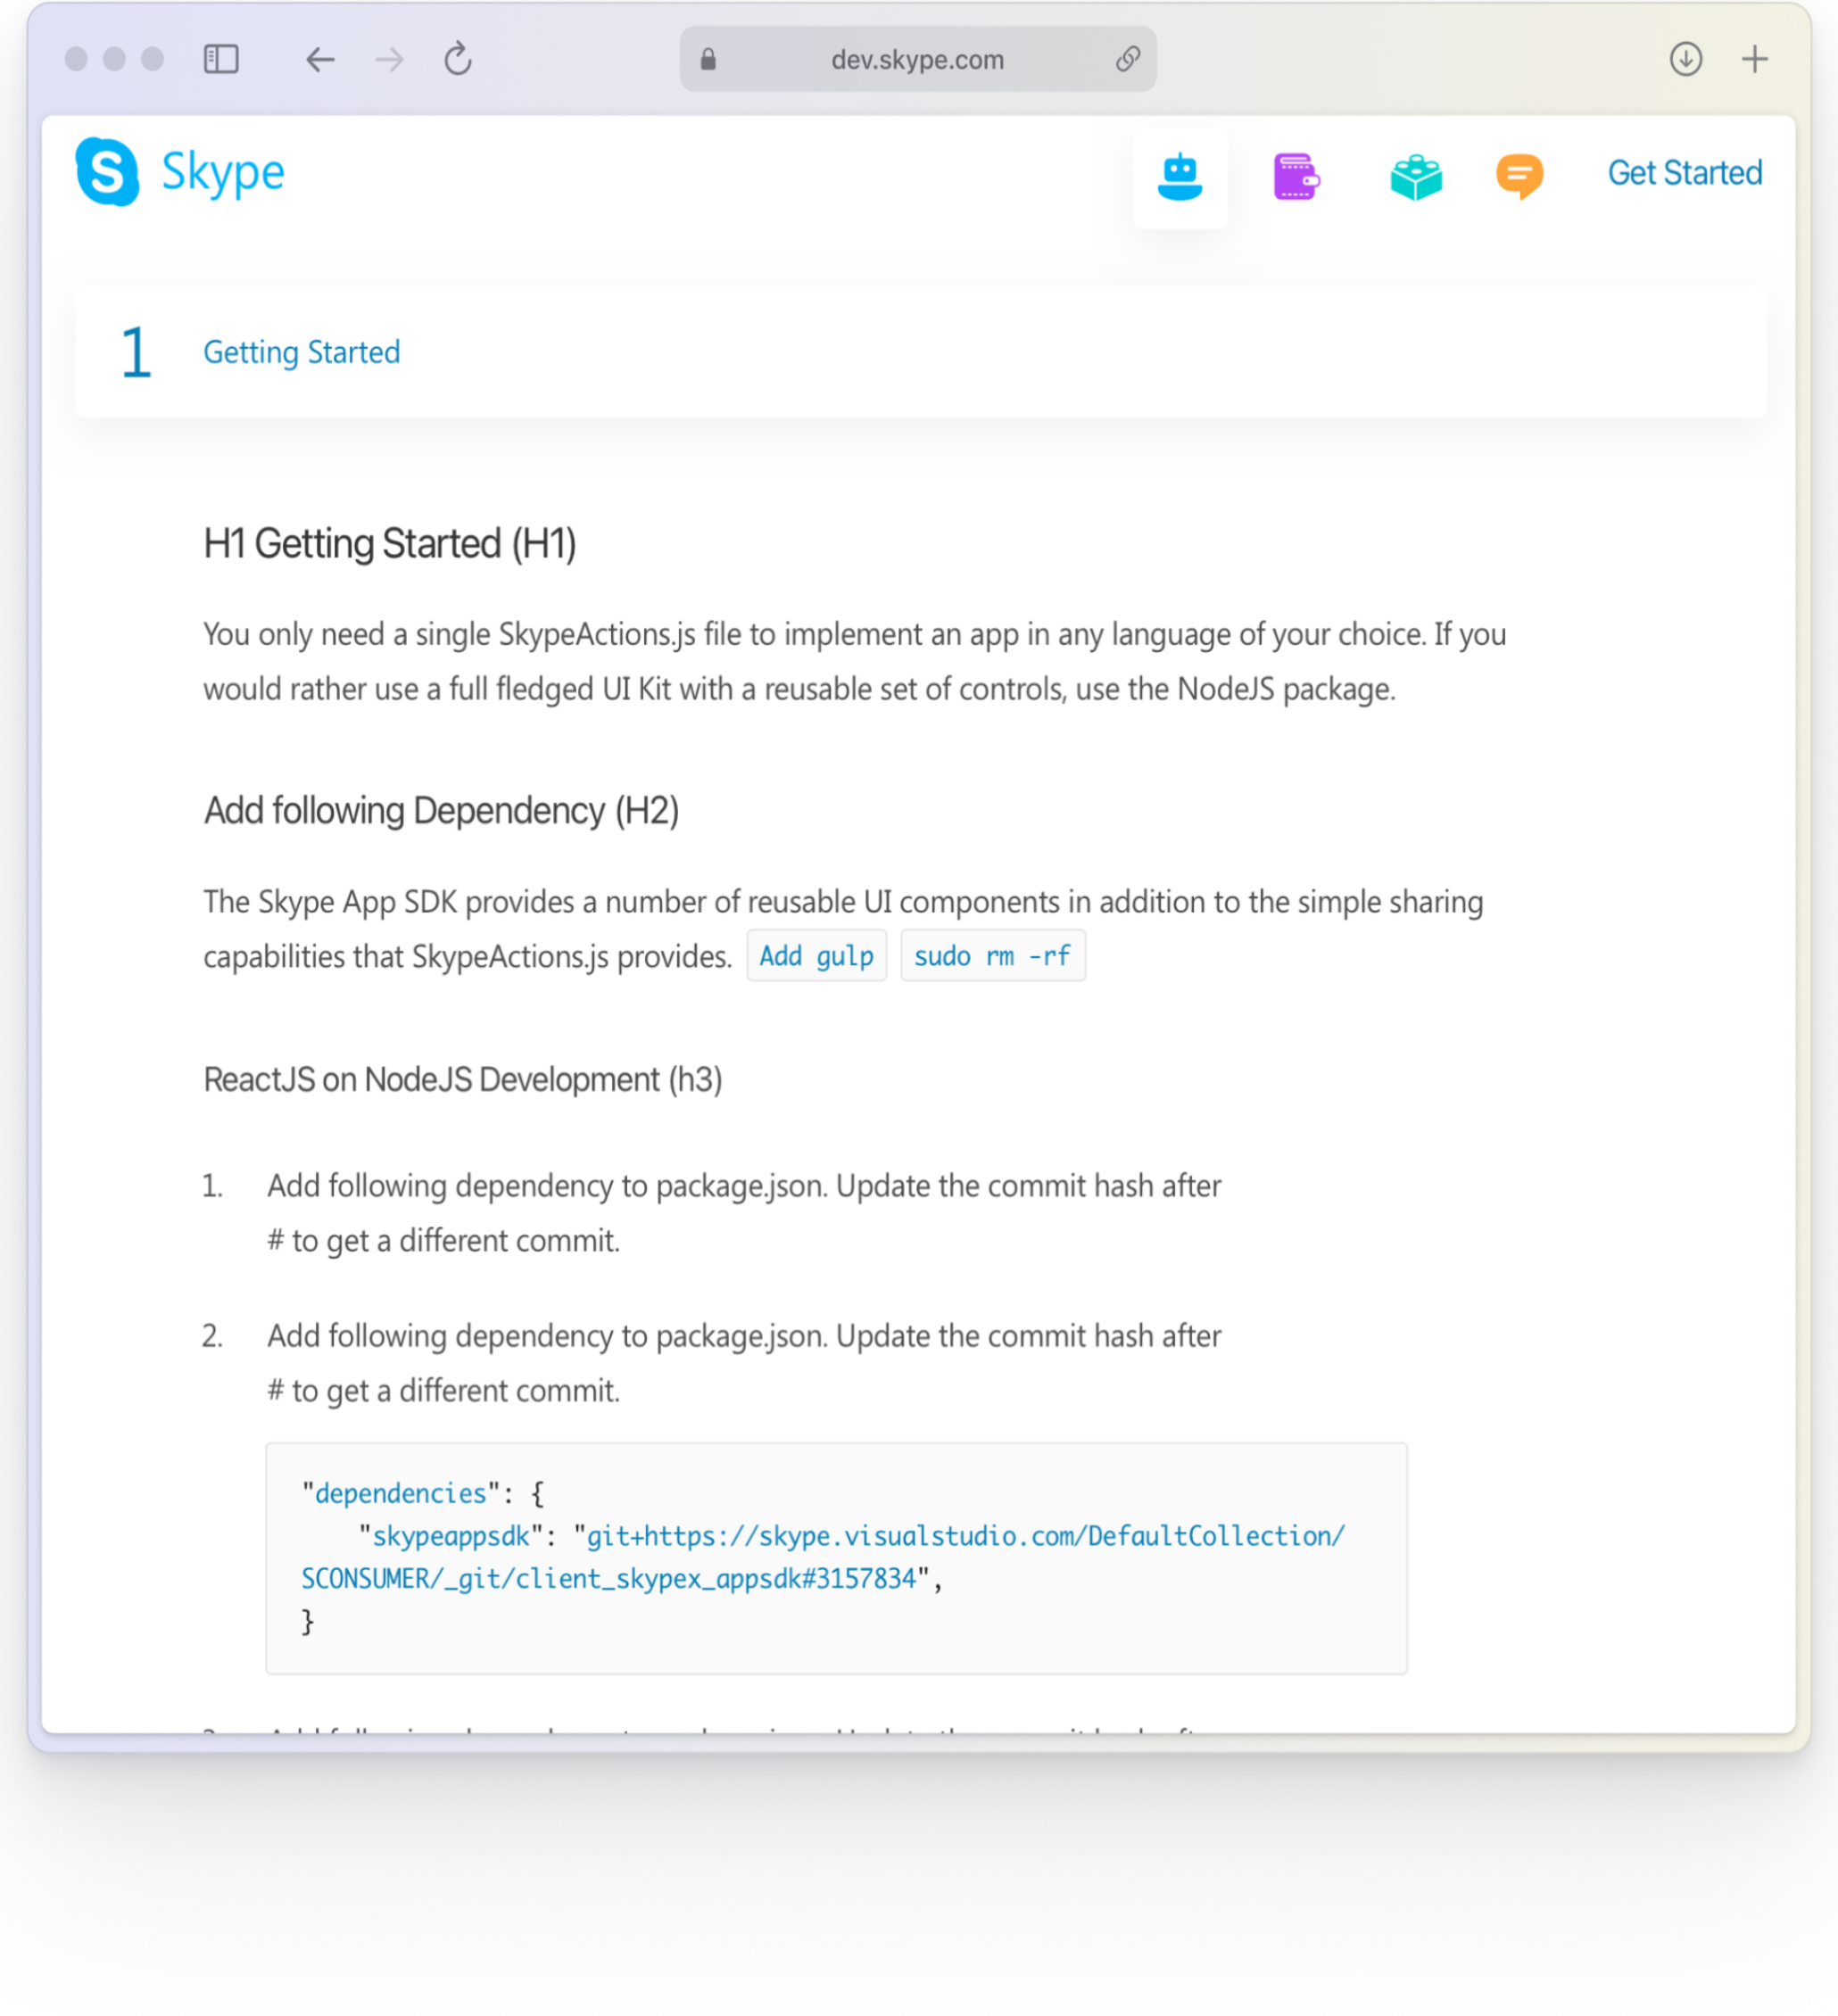 dev.skype.com
Skype
Get Started
1
Getting Started
H1 Getting Started (H1)
You only need a single SkypeActions.js file to implement an app in any language of your choice. If you
would rather use a full fledged UI Kit with a reusable set of controls, use the NodeJS package.
Add following Dependency (H2)
The Skype App SDK provides a number of reusable UI components in addition to the simple sharing
capabilities that SkypeActions.js provides. Add gulp sudo rm -rf
ReactJS on NodeJS Development (h3)
1. Add following dependency to package.json. Update the commit hash after
# to get a different commit.
2. Add following dependency to package.json. Update the commit hash after
# to get a different commit.
"dependencies": {
"skypeappsdk": "git+https://skype.visualstudio.com/DefaultCollection/
SCONSUMER/_git/client_skypex_appsdk#3157834",
}